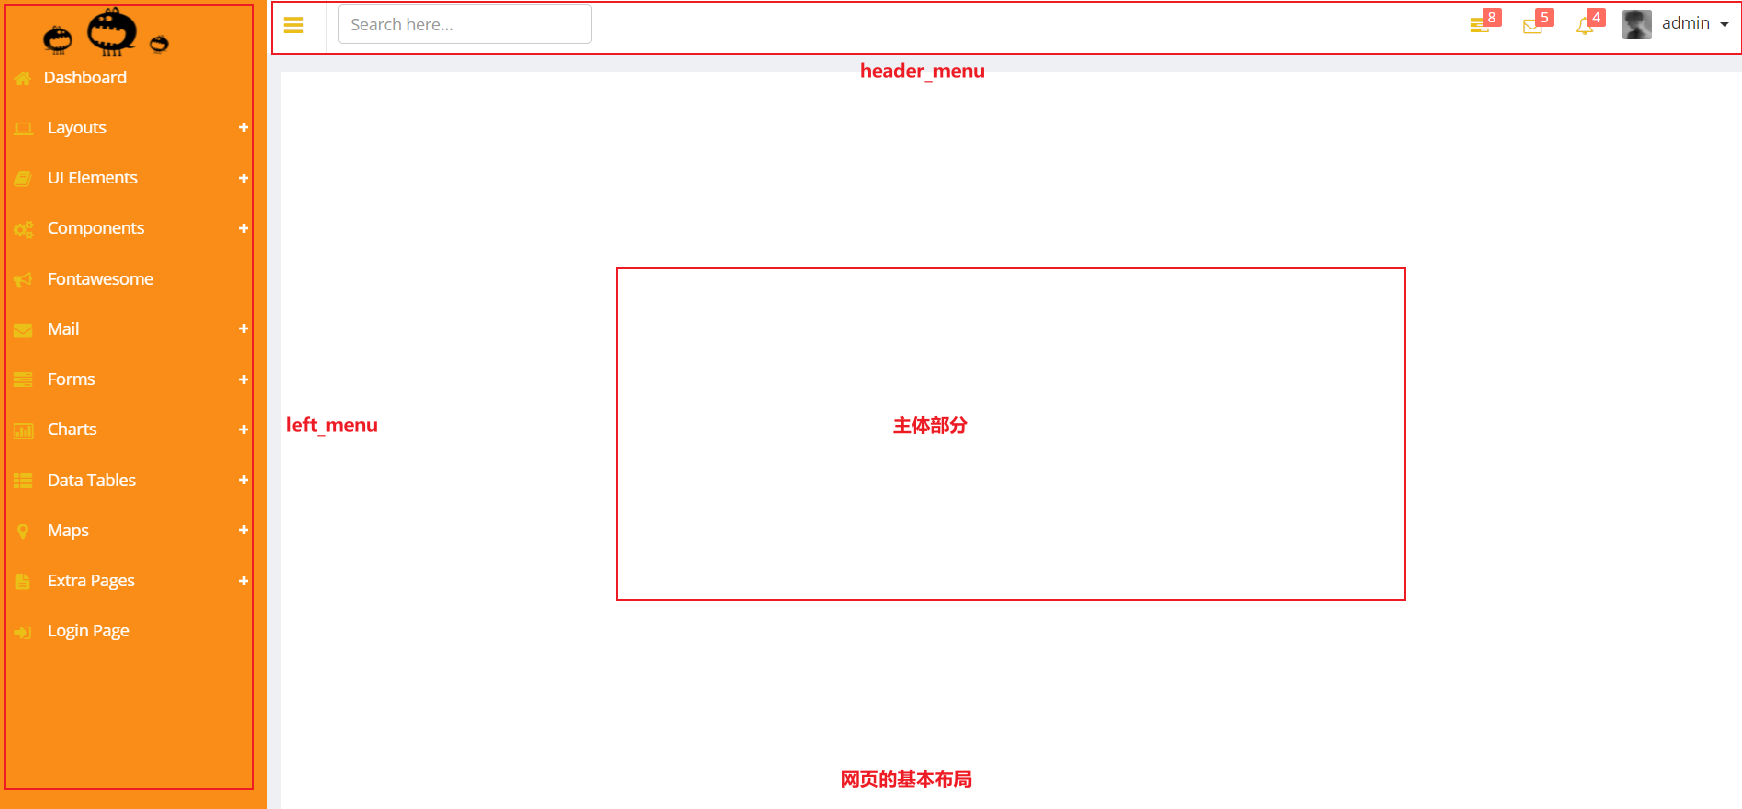 Search here...
8
5
4
admin
header_menu
Dashboard
Layouts +
UI Elements +
Components +
Fontawesome
Mail +
Forms +
Charts +
Data Tables +
Maps +
Extra Pages +
Login Page
left_menu
主体部分
网页的基本布局